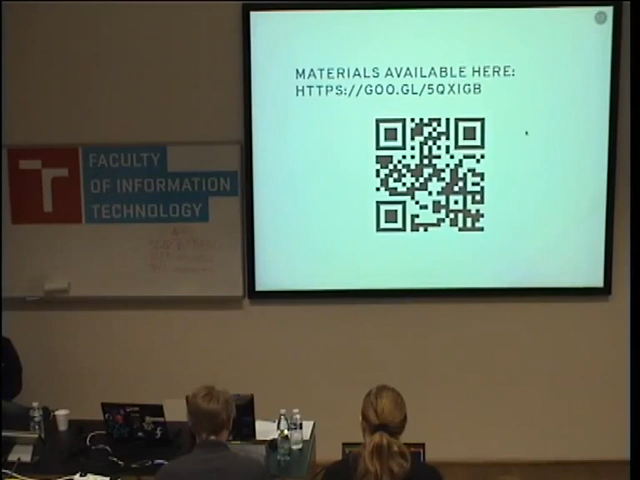 MATERIALS AVAILABLE HERE:
HTTPS://GOO.GL/5QXIGB
FACULTY
OF INFORMATION
TECHNOLOGY